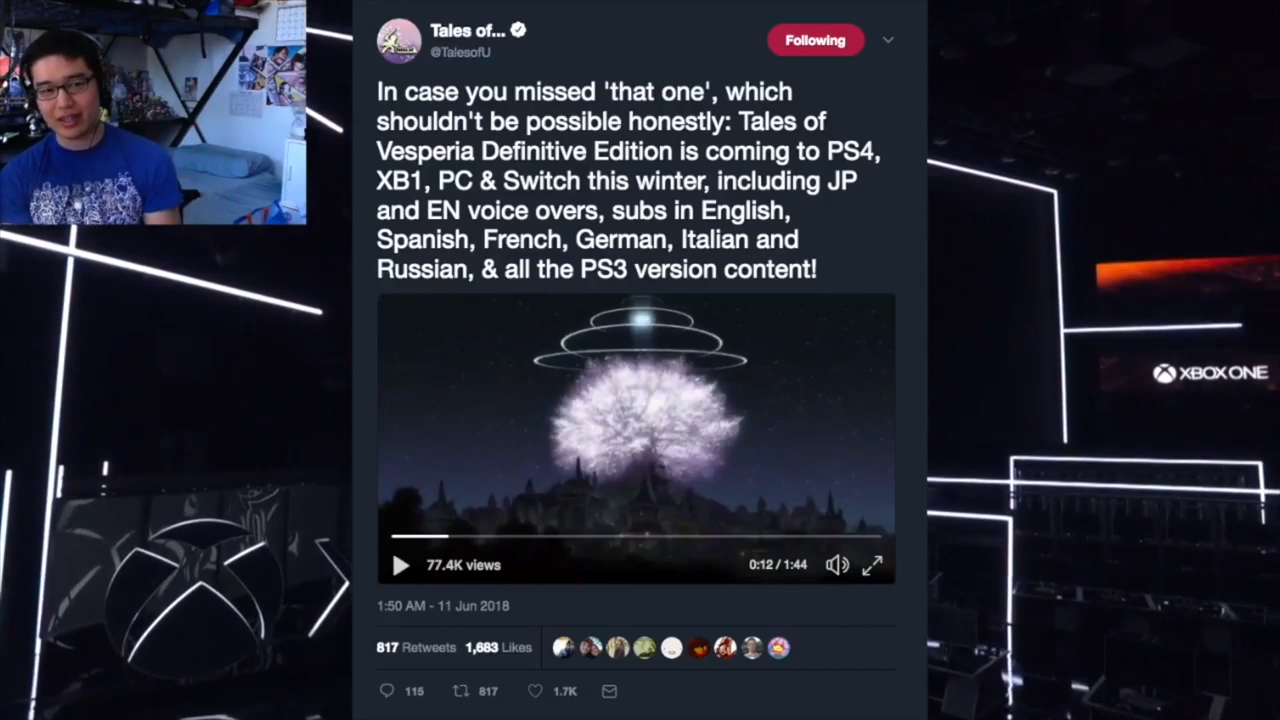 Tales of...
@TalesofU
Following
In case you missed 'that one', which
shouldn't be possible honestly: Tales of
Vesperia Definitive Edition is coming to PS4,
XB1, PC & Switch this winter, including JP
and EN voice overs, subs in English,
Spanish, French, German, Italian and
Russian, & all the PS3 version content!
XBOX ONE
77.4K views
0:12 / 1:44
1:50 AM - 11 Jun 2018
817 Retweets 1,683 Likes
115 817 1.7K